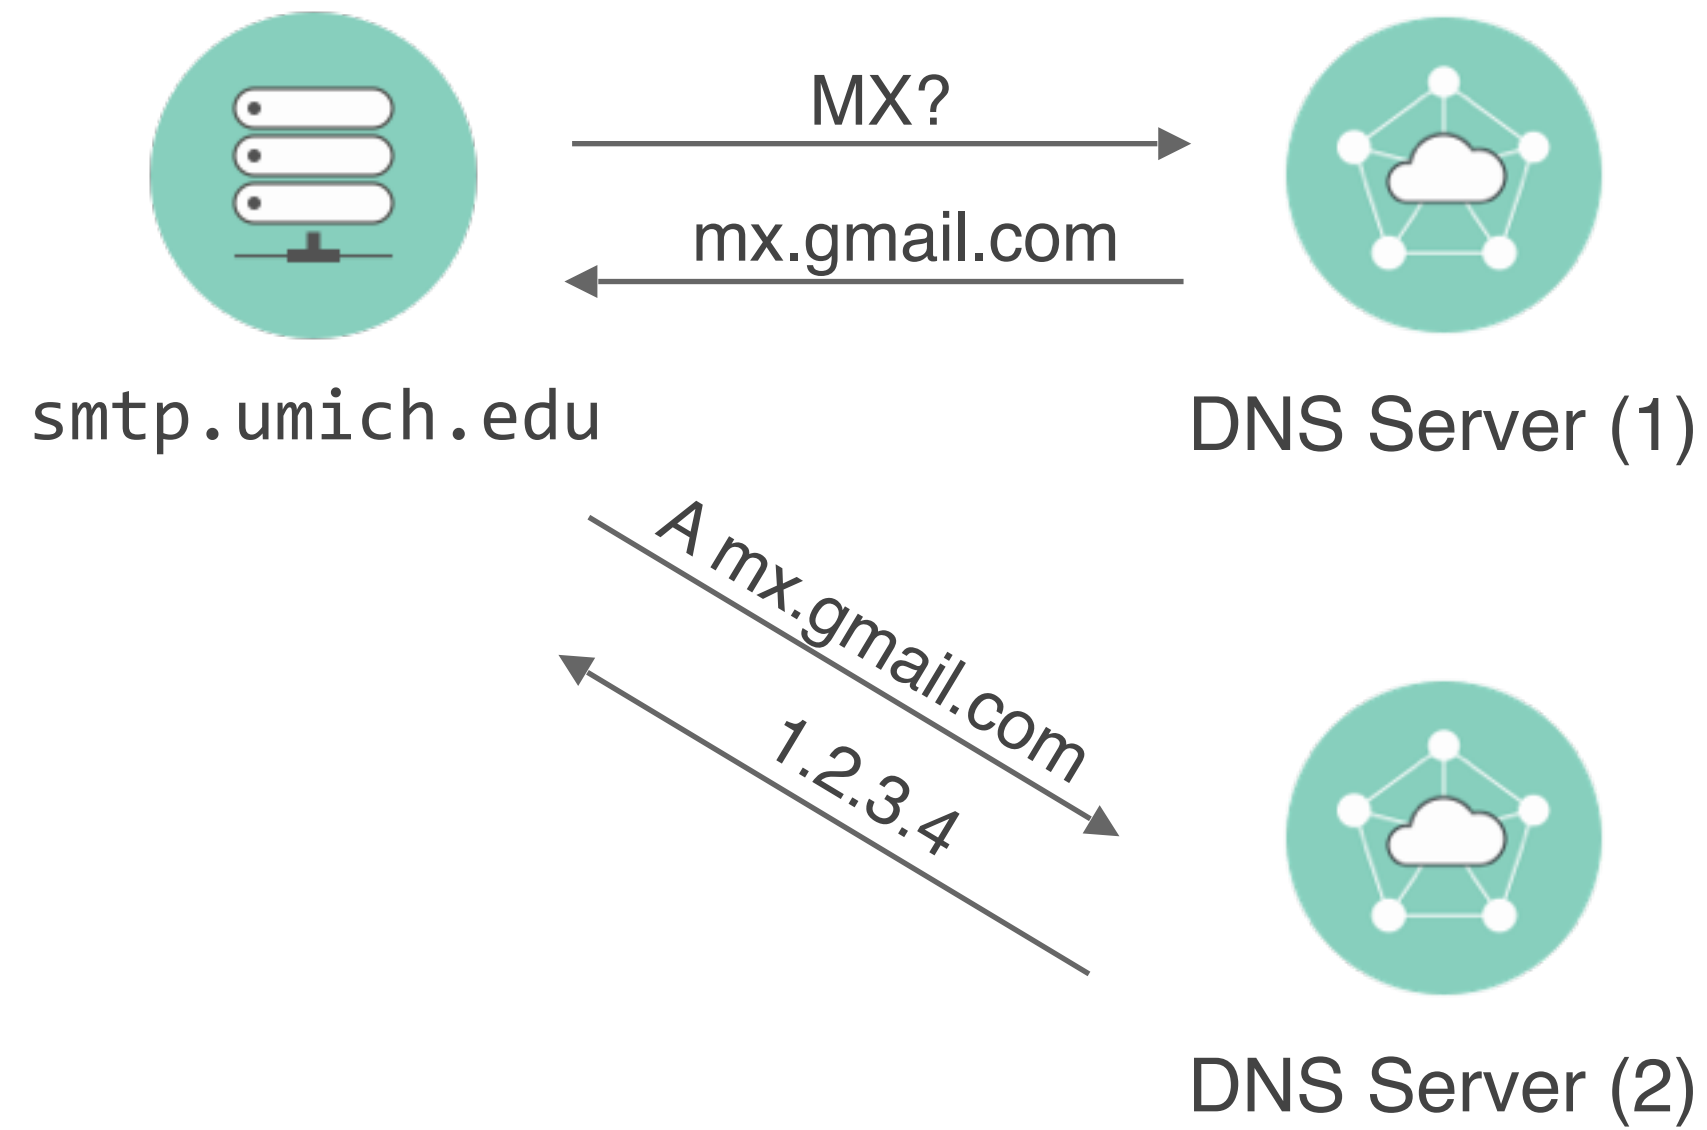 MX?
mx.gmail.com
smtp.umich.edu
DNS Server (1)
A mx.gmail.com
1.2.3.4
DNS Server (2)